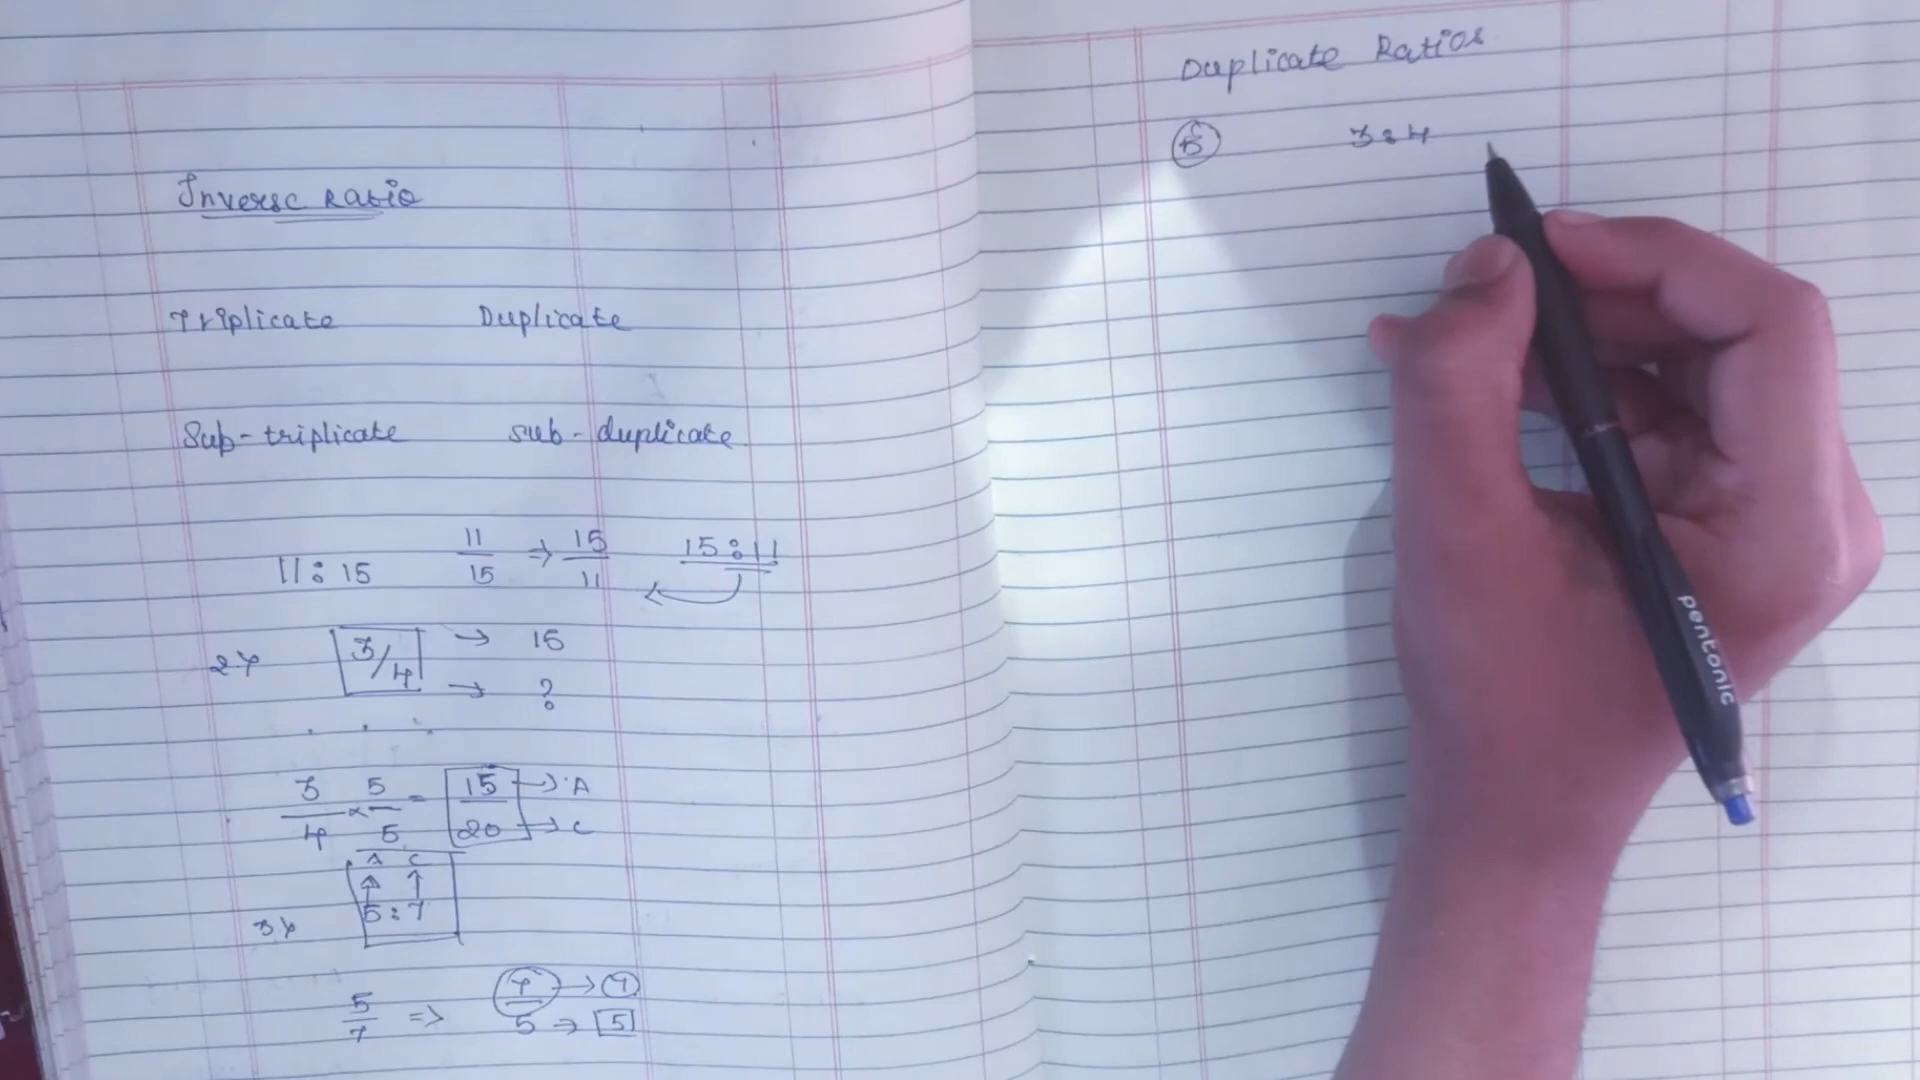 Inverse Ratio
Triplicate Duplicate
Sub-triplicate Sub-duplicate
11:15 11/15 => 15/11 15:11
2) 3/4 → 15
→ ?
3/4 × 5/5 = 15/20 → A
→ C
A C
3) 5:7
5/7 => 7/5 → 7
→ 5
Duplicate Ratios
3:4
pentonic